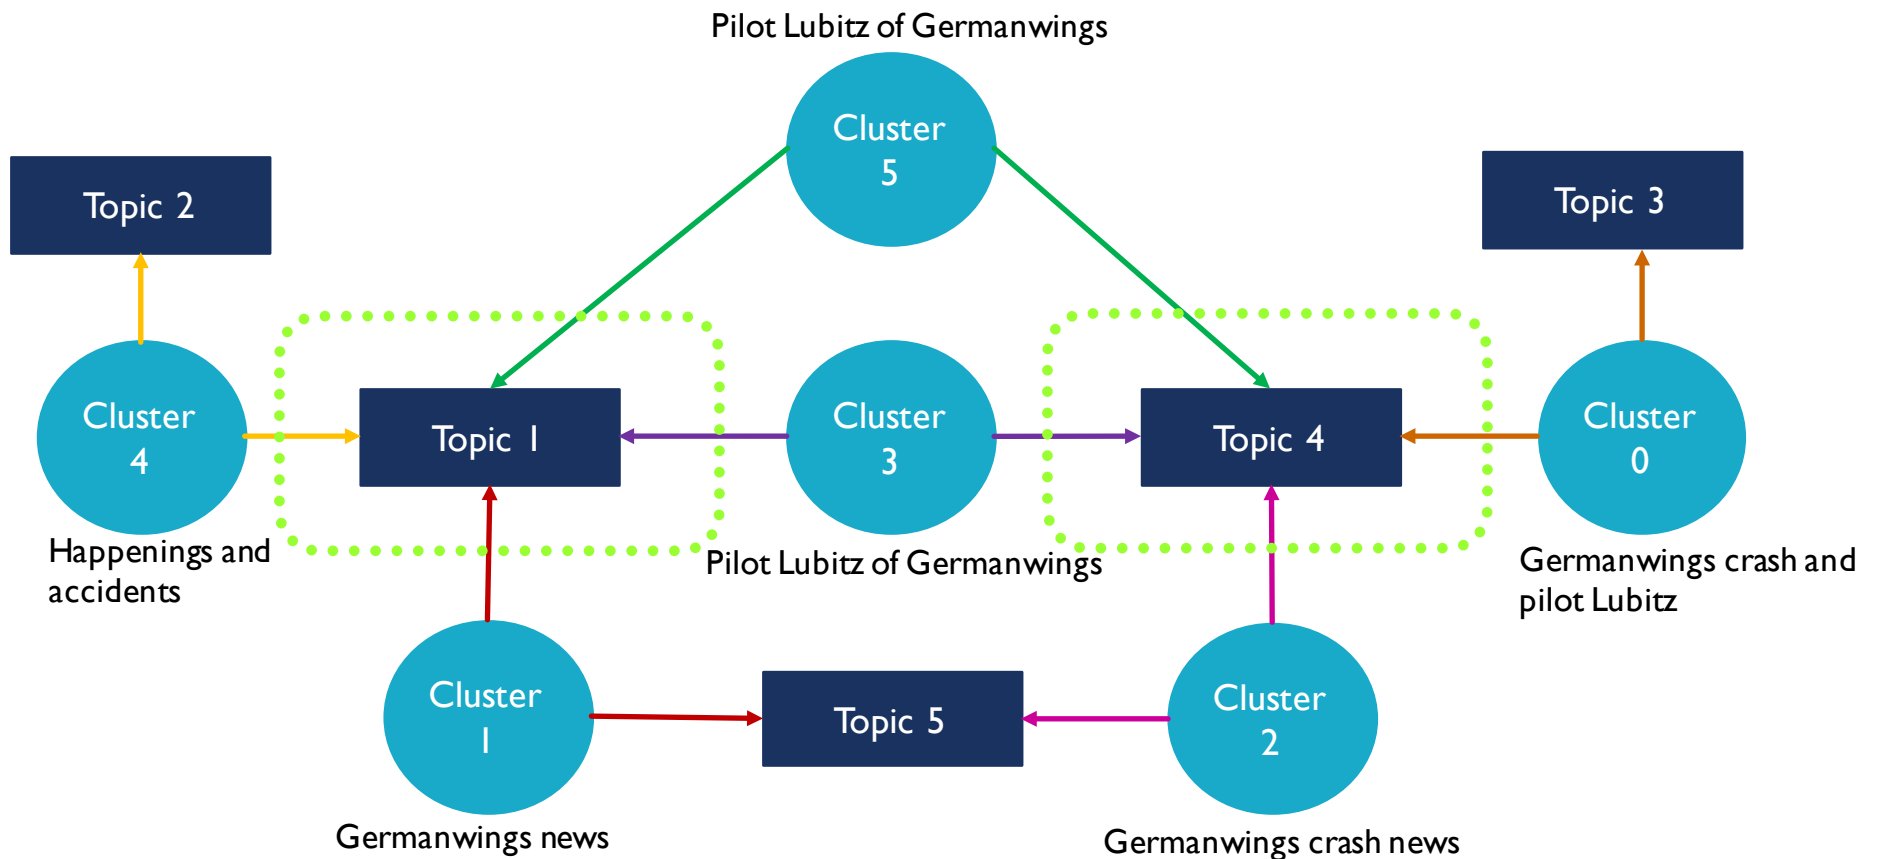 Pilot Lubitz of Germanwings
Cluster
5
Topic 2
Topic 3
Cluster
4
Topic 1
Cluster
3
Topic 4
Cluster
0
Happenings and
accidents
Pilot Lubitz of Germanwings
Germanwings crash and
pilot Lubitz
Cluster
1
Topic 5
Cluster
2
Germanwings news
Germanwings crash news